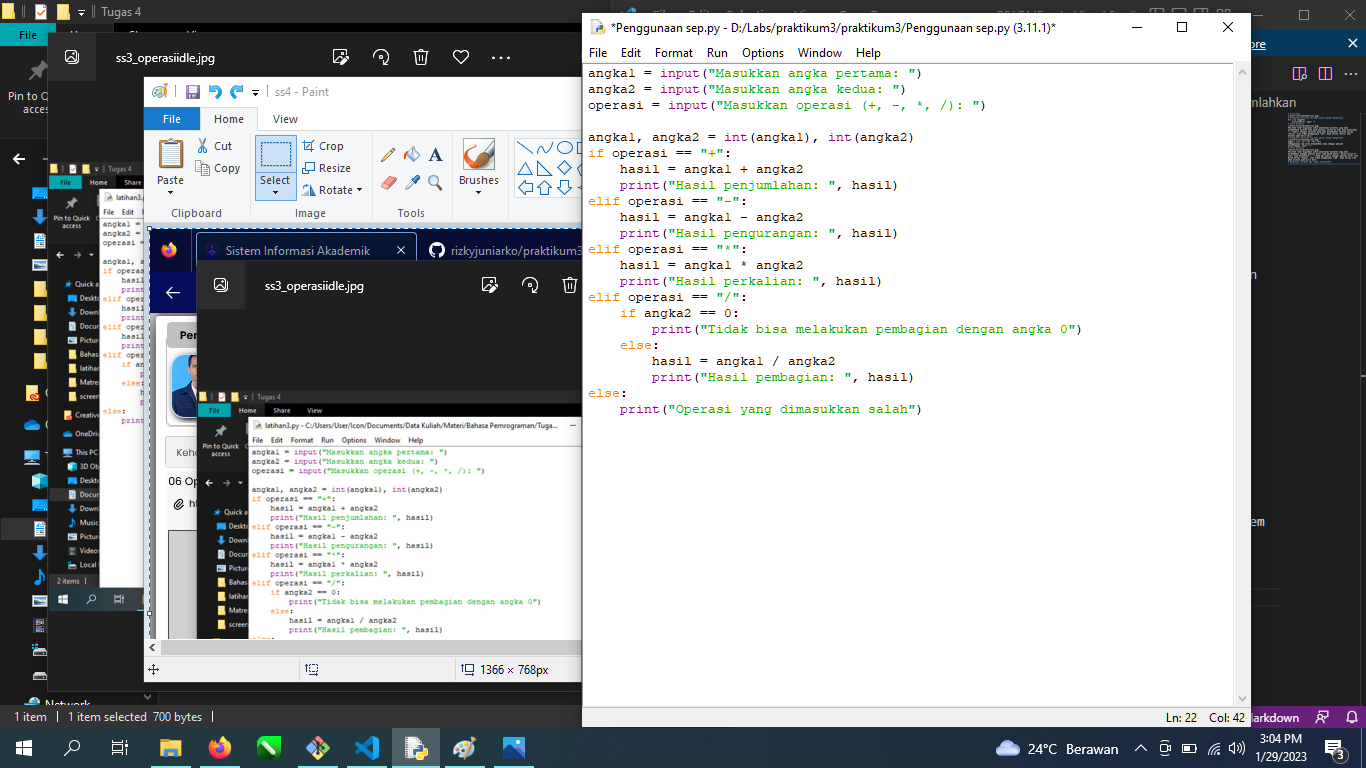 Tugas 4
File
Pin to Quick
ss3_operasiidle.jpg
ss4 - Paint
File Home View
Paste
Cut
Copy
Clipboard
Select
Crop
Resize
Rotate
Image
Tools
Brushes
Sistem Informasi Akademik
rizkyjuniarko/praktikum3
ss3_operasiidle.jpg
Tugas 4
File Home Share View
Pin to Quick
access
latihan3.py - C:/Users/User/Icon/Documents/Data Kuliah/Materi/Bahasa Pemrograman/Tuga...
File Edit Format Run Options Window Help
angka1 = input("Masukkan angka pertama: ")
angka2 = input("Masukkan angka kedua: ")
operasi = input("Masukkan operasi (+, -, *, /): ")
angka1, angka2 = int(angka1), int(angka2)
if operasi == "+":
hasil = angka1 + angka2
print("Hasil penjumlahan: ", hasil)
elif operasi == "-":
hasil = angka1 - angka2
print("Hasil pengurangan: ", hasil)
elif operasi == "*":
hasil = angka1 * angka2
print("Hasil perkalian: ", hasil)
elif operasi == "/":
if angka2 == 0:
print("Tidak bisa melakukan pembagian dengan angka 0")
else:
hasil = angka1 / angka2
print("Hasil pembagian: ", hasil)
1366 × 768px
*Penggunaan sep.py - D:/Labs/praktikum3/praktikum3/Penggunaan sep.py (3.11.1)*
File Edit Format Run Options Window Help
angka1 = input("Masukkan angka pertama: ")
angka2 = input("Masukkan angka kedua: ")
operasi = input("Masukkan operasi (+, -, *, /): ")
angka1, angka2 = int(angka1), int(angka2)
if operasi == "+":
hasil = angka1 + angka2
print("Hasil penjumlahan: ", hasil)
elif operasi == "-":
hasil = angka1 - angka2
print("Hasil pengurangan: ", hasil)
elif operasi == "*":
hasil = angka1 * angka2
print("Hasil perkalian: ", hasil)
elif operasi == "/":
if angka2 == 0:
print("Tidak bisa melakukan pembagian dengan angka 0")
else:
hasil = angka1 / angka2
print("Hasil pembagian: ", hasil)
else:
print("Operasi yang dimasukkan salah")
Ln: 22 Col: 42
Network
1 item 1 item selected 700 bytes
24°C Berawan
3:04 PM
1/29/2023
3